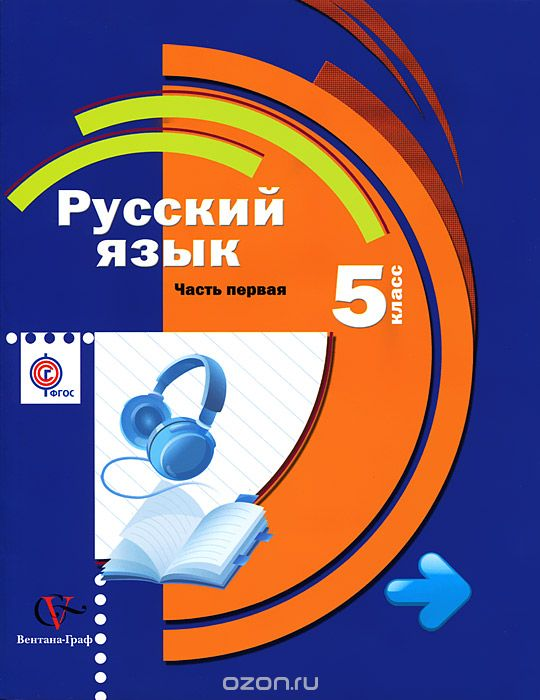 Русский
язык
Часть первая
5
класс
ФГОС
Вентана-Граф
ozon.ru